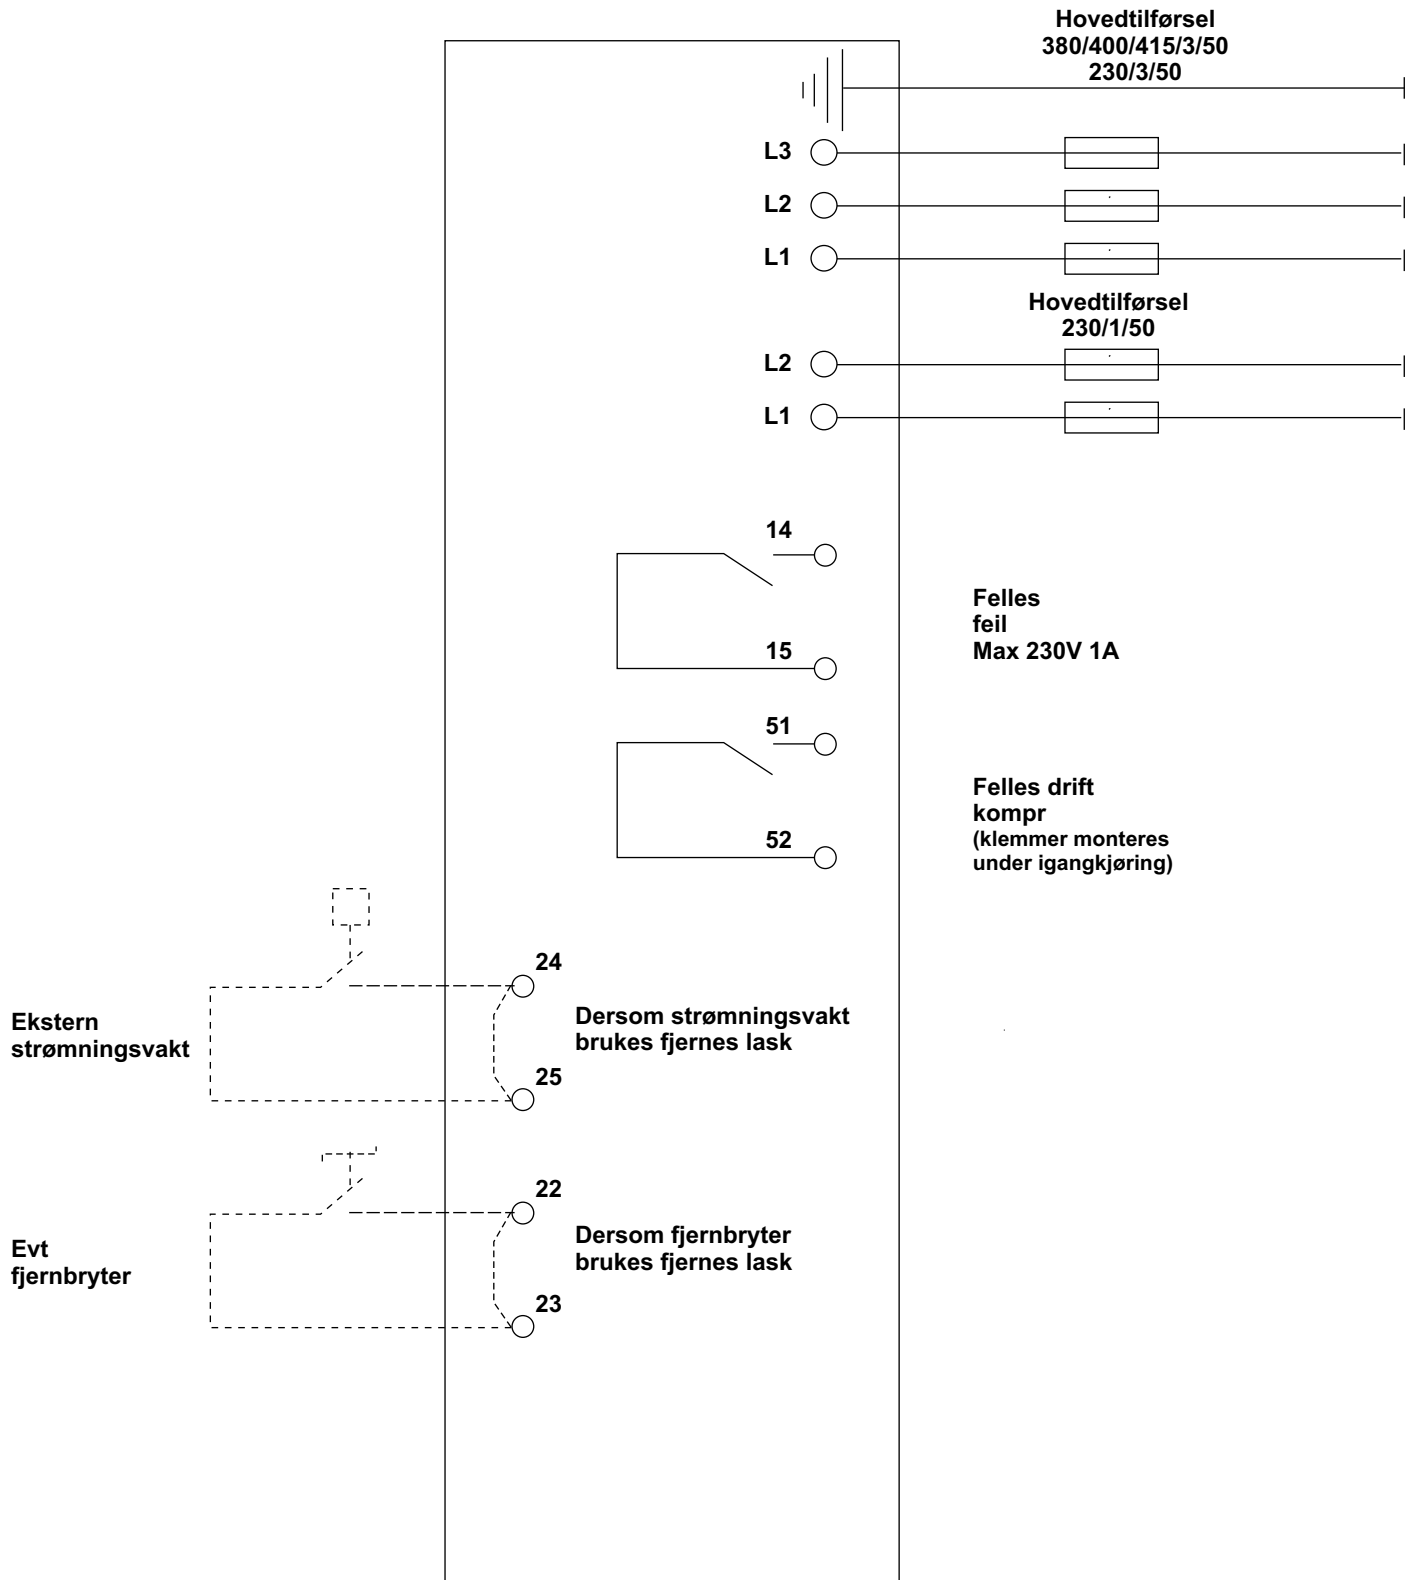 Hovedtilførsel
380/400/415/3/50
230/3/50
L3
L2
L1
Hovedtilførsel
230/1/50
L2
L1
14
15
Felles
feil
Max 230V 1A
51
52
Felles drift
kompr
(klemmer monteres
under igangkjøring)
Ekstern
strømningsvakt
24
25
Dersom strømningsvakt
brukes fjernes lask
Evt
fjernbryter
22
23
Dersom fjernbryter
brukes fjernes lask